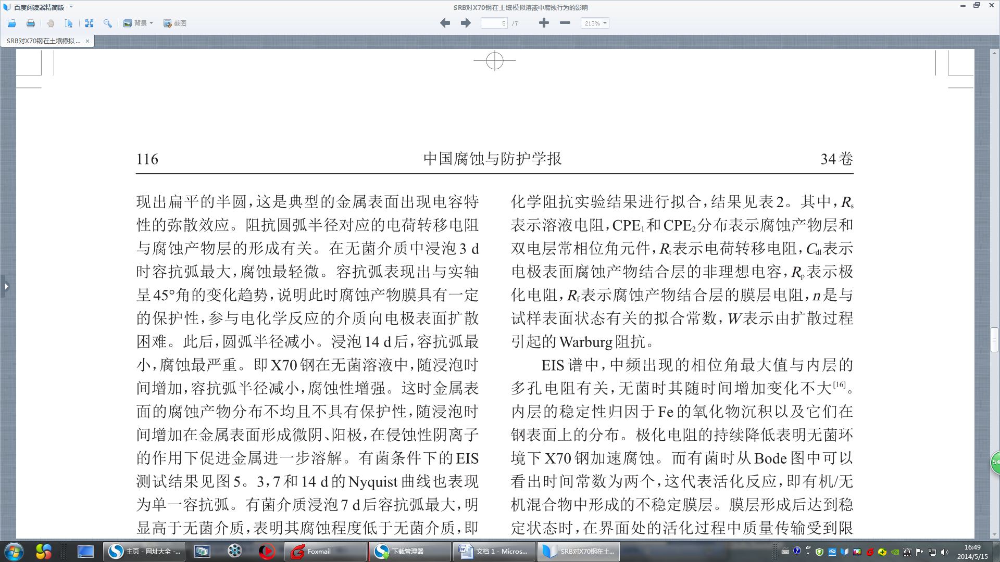 百度阅读器精简版
SRB对X70钢在土壤模拟溶液中腐蚀行为的影响
背景
截图
5 /7
213%
SRB对X70钢在土壤模拟 ...
116 中国腐蚀与防护学报 34卷
现出扁平的半圆,这是典型的金属表面出现电容特
性的弥散效应。阻抗圆弧半径对应的电荷转移电阻
与腐蚀产物层的形成有关。在无菌介质中浸泡3 d
时容抗弧最大,腐蚀最轻微。容抗弧表现出与实轴
呈45°角的变化趋势,说明此时腐蚀产物膜具有一定
的保护性,参与电化学反应的介质向电极表面扩散
困难。此后,圆弧半径减小。浸泡14 d后,容抗弧最
小,腐蚀最严重。即X70钢在无菌溶液中,随浸泡时
间增加,容抗弧半径减小,腐蚀性增强。这时金属表
面的腐蚀产物分布不均且不具有保护性,随浸泡时
间增加在金属表面形成微阴、阳极,在侵蚀性阴离子
的作用下促进金属进一步溶解。有菌条件下的EIS
测试结果见图5。3,7和14 d的Nyquist曲线也表现
为单一容抗弧。有菌介质浸泡7 d后容抗弧最大,明
显高于无菌介质,表明其腐蚀程度低于无菌介质,即
化学阻抗实验结果进行拟合,结果见表2。其中,Rs
表示溶液电阻,CPE1和CPE2分布表示腐蚀产物层和
双电层常相位角元件,Rt表示电荷转移电阻,Cdl表示
电极表面腐蚀产物结合层的非理想电容,Rp表示极
化电阻,Rf表示腐蚀产物结合层的膜层电阻,n是与
试样表面状态有关的拟合常数,W表示由扩散过程
引起的Warburg阻抗。
EIS谱中,中频出现的相位角最大值与内层的
多孔电阻有关,无菌时其随时间增加变化不大[16]。
内层的稳定性归因于Fe的氧化物沉积以及它们在
钢表面上的分布。极化电阻的持续降低表明无菌环
境下X70钢加速腐蚀。而有菌时从Bode图中可以
看出时间常数为两个,这代表活化反应,即有机/无
机混合物中形成的不稳定膜层。膜层形成后达到稳
定状态时,在界面处的活化过程中质量传输受到限
54
主页 - 网址大全 -...
Foxmail
下载管理器
文档 1 - Micros...
SRB对X70钢在土...
16:49
2014/5/15